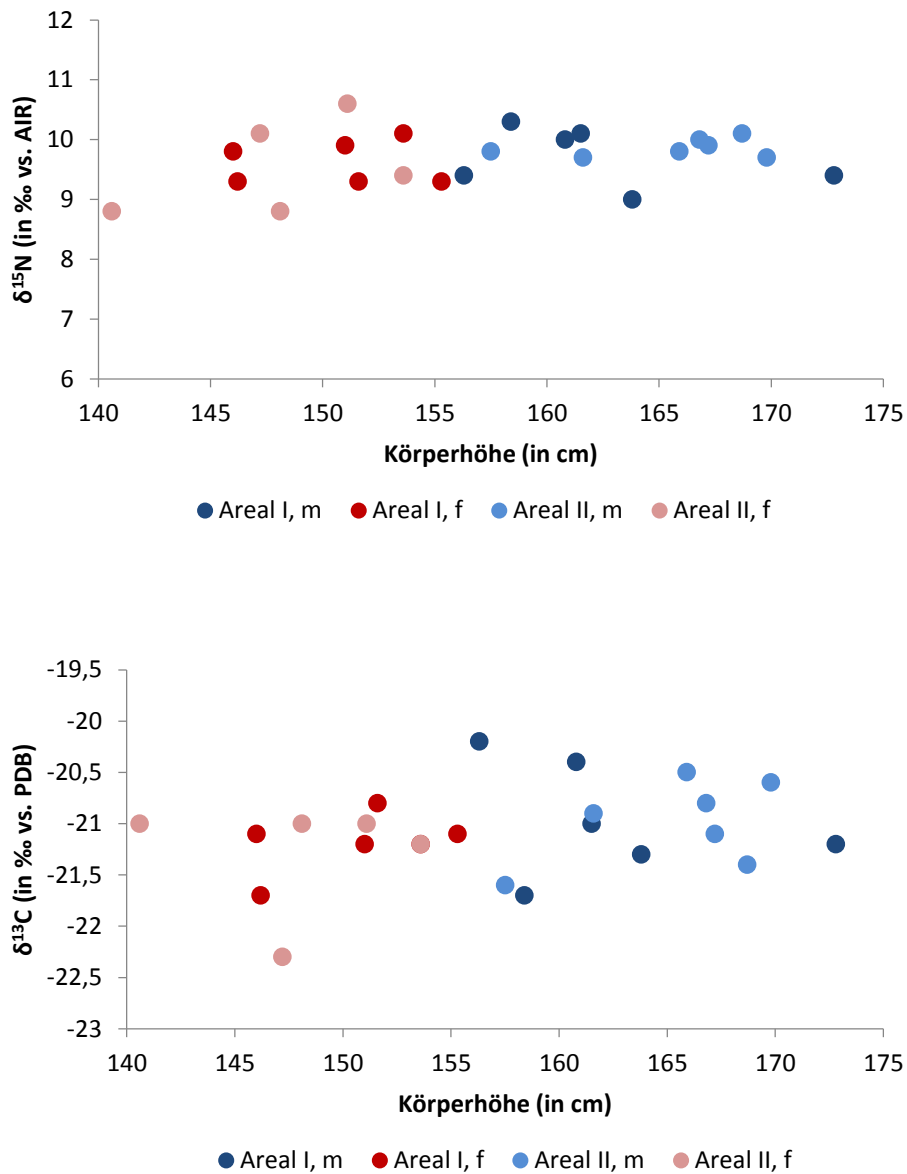 12
11
10
9
8
7
6
δ¹⁵N (in ‰ vs. AIR)
140 145 150 155 160 165 170 175
Körperhöhe (in cm)
Areal I, m Areal I, f Areal II, m Areal II, f
-19,5
-20
-20,5
-21
-21,5
-22
-22,5
-23
δ¹³C (in ‰ vs. PDB)
140 145 150 155 160 165 170 175
Körperhöhe (in cm)
Areal I, m Areal I, f Areal II, m Areal II, f